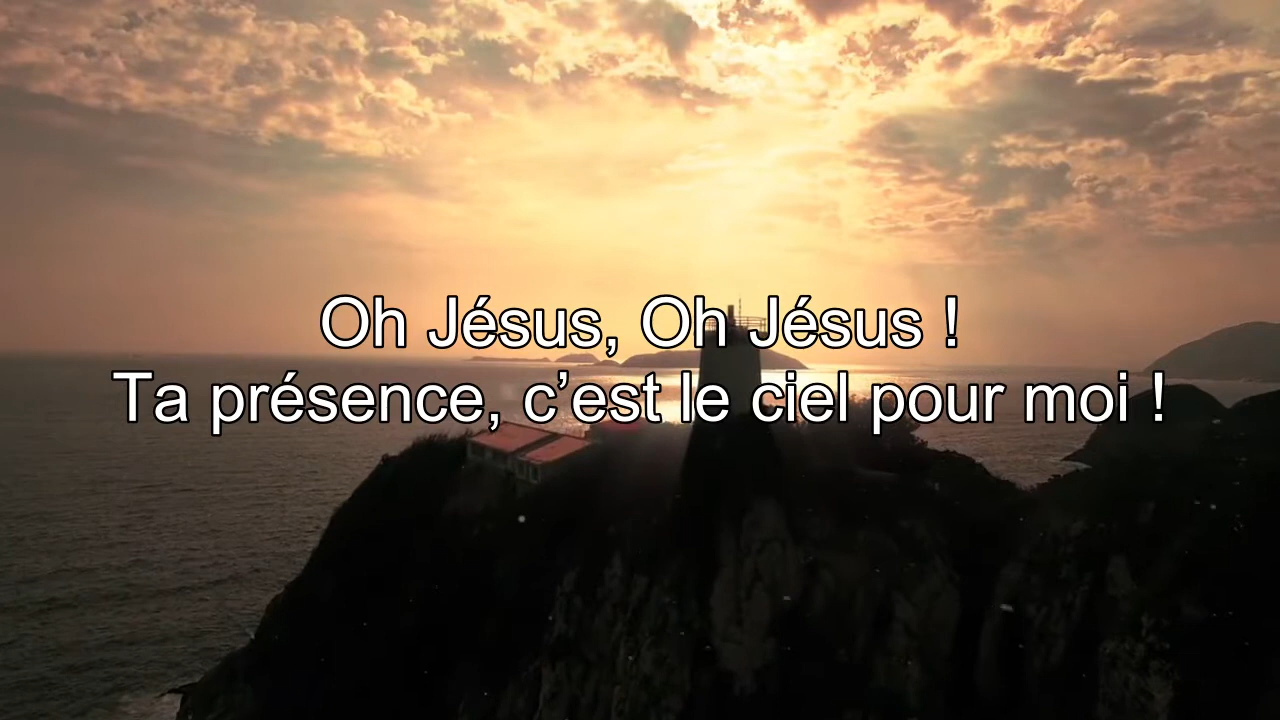 Oh Jésus, Oh Jésus !
Ta présence, c’est le ciel pour moi !